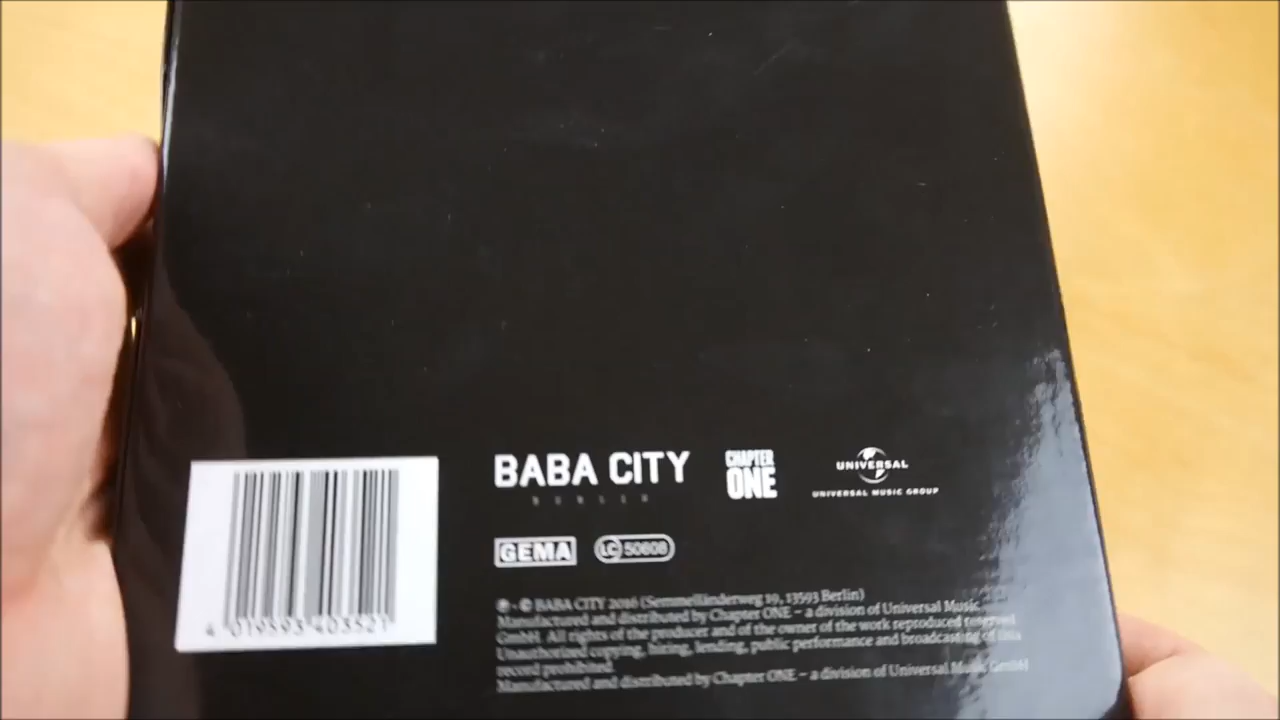 BABA CITY
BERLIN
CHAPTER
ONE
UNIVERSAL
UNIVERSAL MUSIC GROUP
GEMA
LC 50608
℗ · © BABA CITY 2016 (Semmelländerweg 19, 13593 Berlin)
Manufactured and distributed by Chapter ONE – a division of Universal Music
GmbH. All rights of the producer and of the owner of the work reproduced reserved.
Unauthorized copying, hiring, lending, public performance and broadcasting of this
record prohibited.
Manufactured and distributed by Chapter ONE – a division of Universal Music GmbH
4 019593 403521